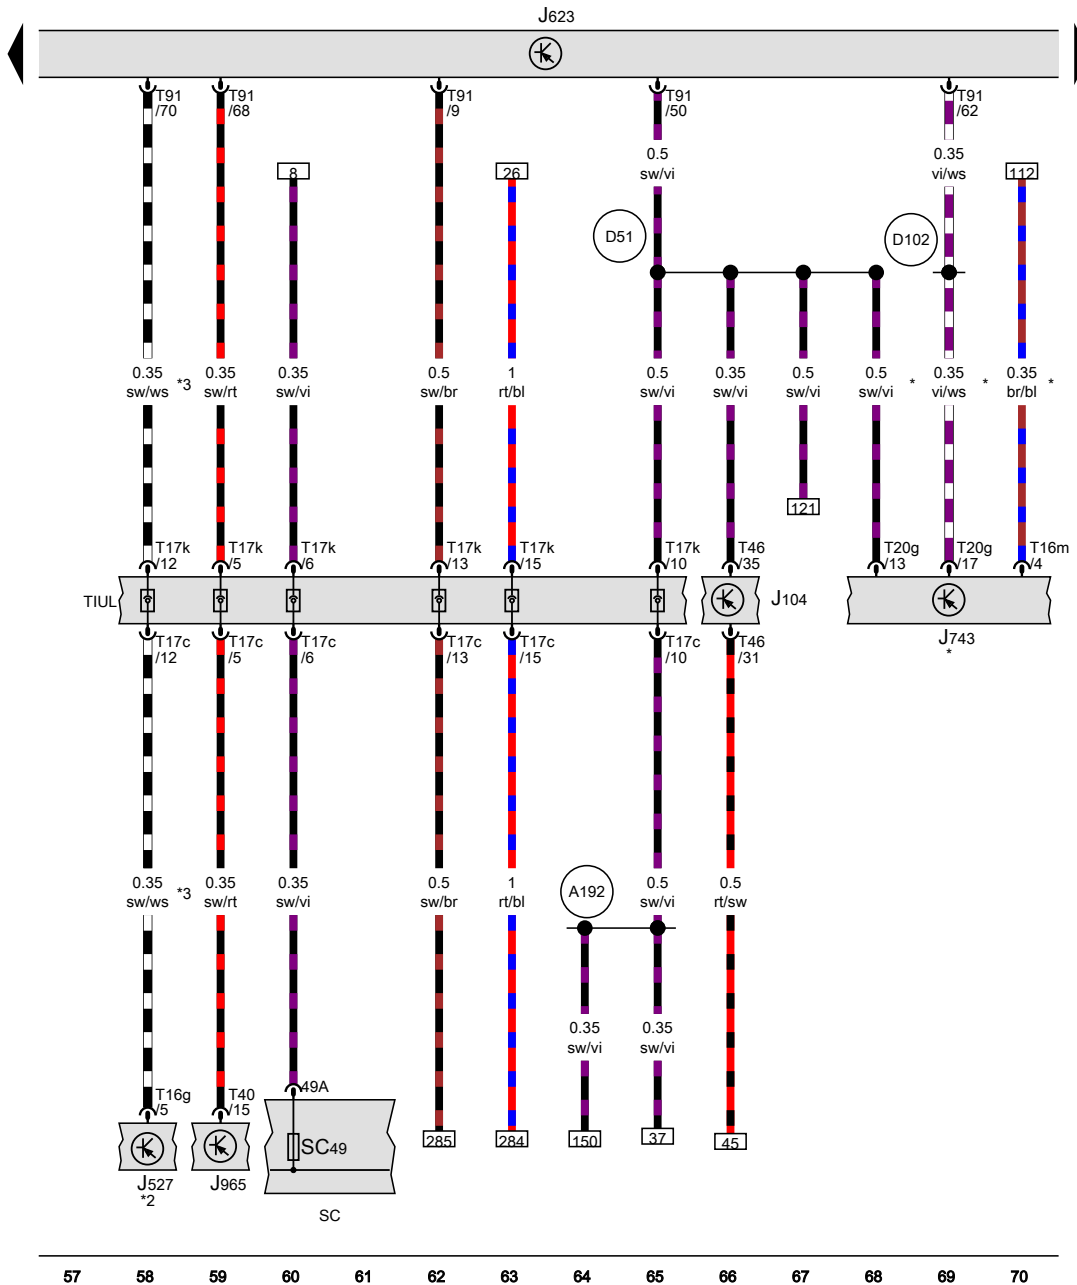 J623
T91 T91 T91 T91 T91
/70 /68 /9 /50 /62
0.5 0.35
sw/vi vi/ws
8 26 112
D51 D102
0.35 0.35 0.35 0.5 1 0.5 0.35 0.5 0.5 0.35 0.35
sw/ws *3 sw/rt sw/vi sw/br rt/bl sw/vi sw/vi sw/vi sw/vi * vi/ws * br/bl *
121
T17k T17k T17k T17k T17k T17k T46 T20g T20g T16m
/12 /5 /6 /13 /15 /10 /35 /13 /17 /4
TIUL J104
J743
*
T17c T17c T17c T17c T17c T17c T46
/12 /5 /6 /13 /15 /10 /31
0.35 0.35 0.35 0.5 1 0.5 0.5
sw/ws *3 sw/rt sw/vi sw/br rt/bl sw/vi rt/sw
A192
0.35 0.35
sw/vi sw/vi
T16g T40 49A
/5 /15
285 284 150 37 45
SC49
J527 J965
*2
SC
57 58 59 60 61 62 63 64 65 66 67 68 69 70